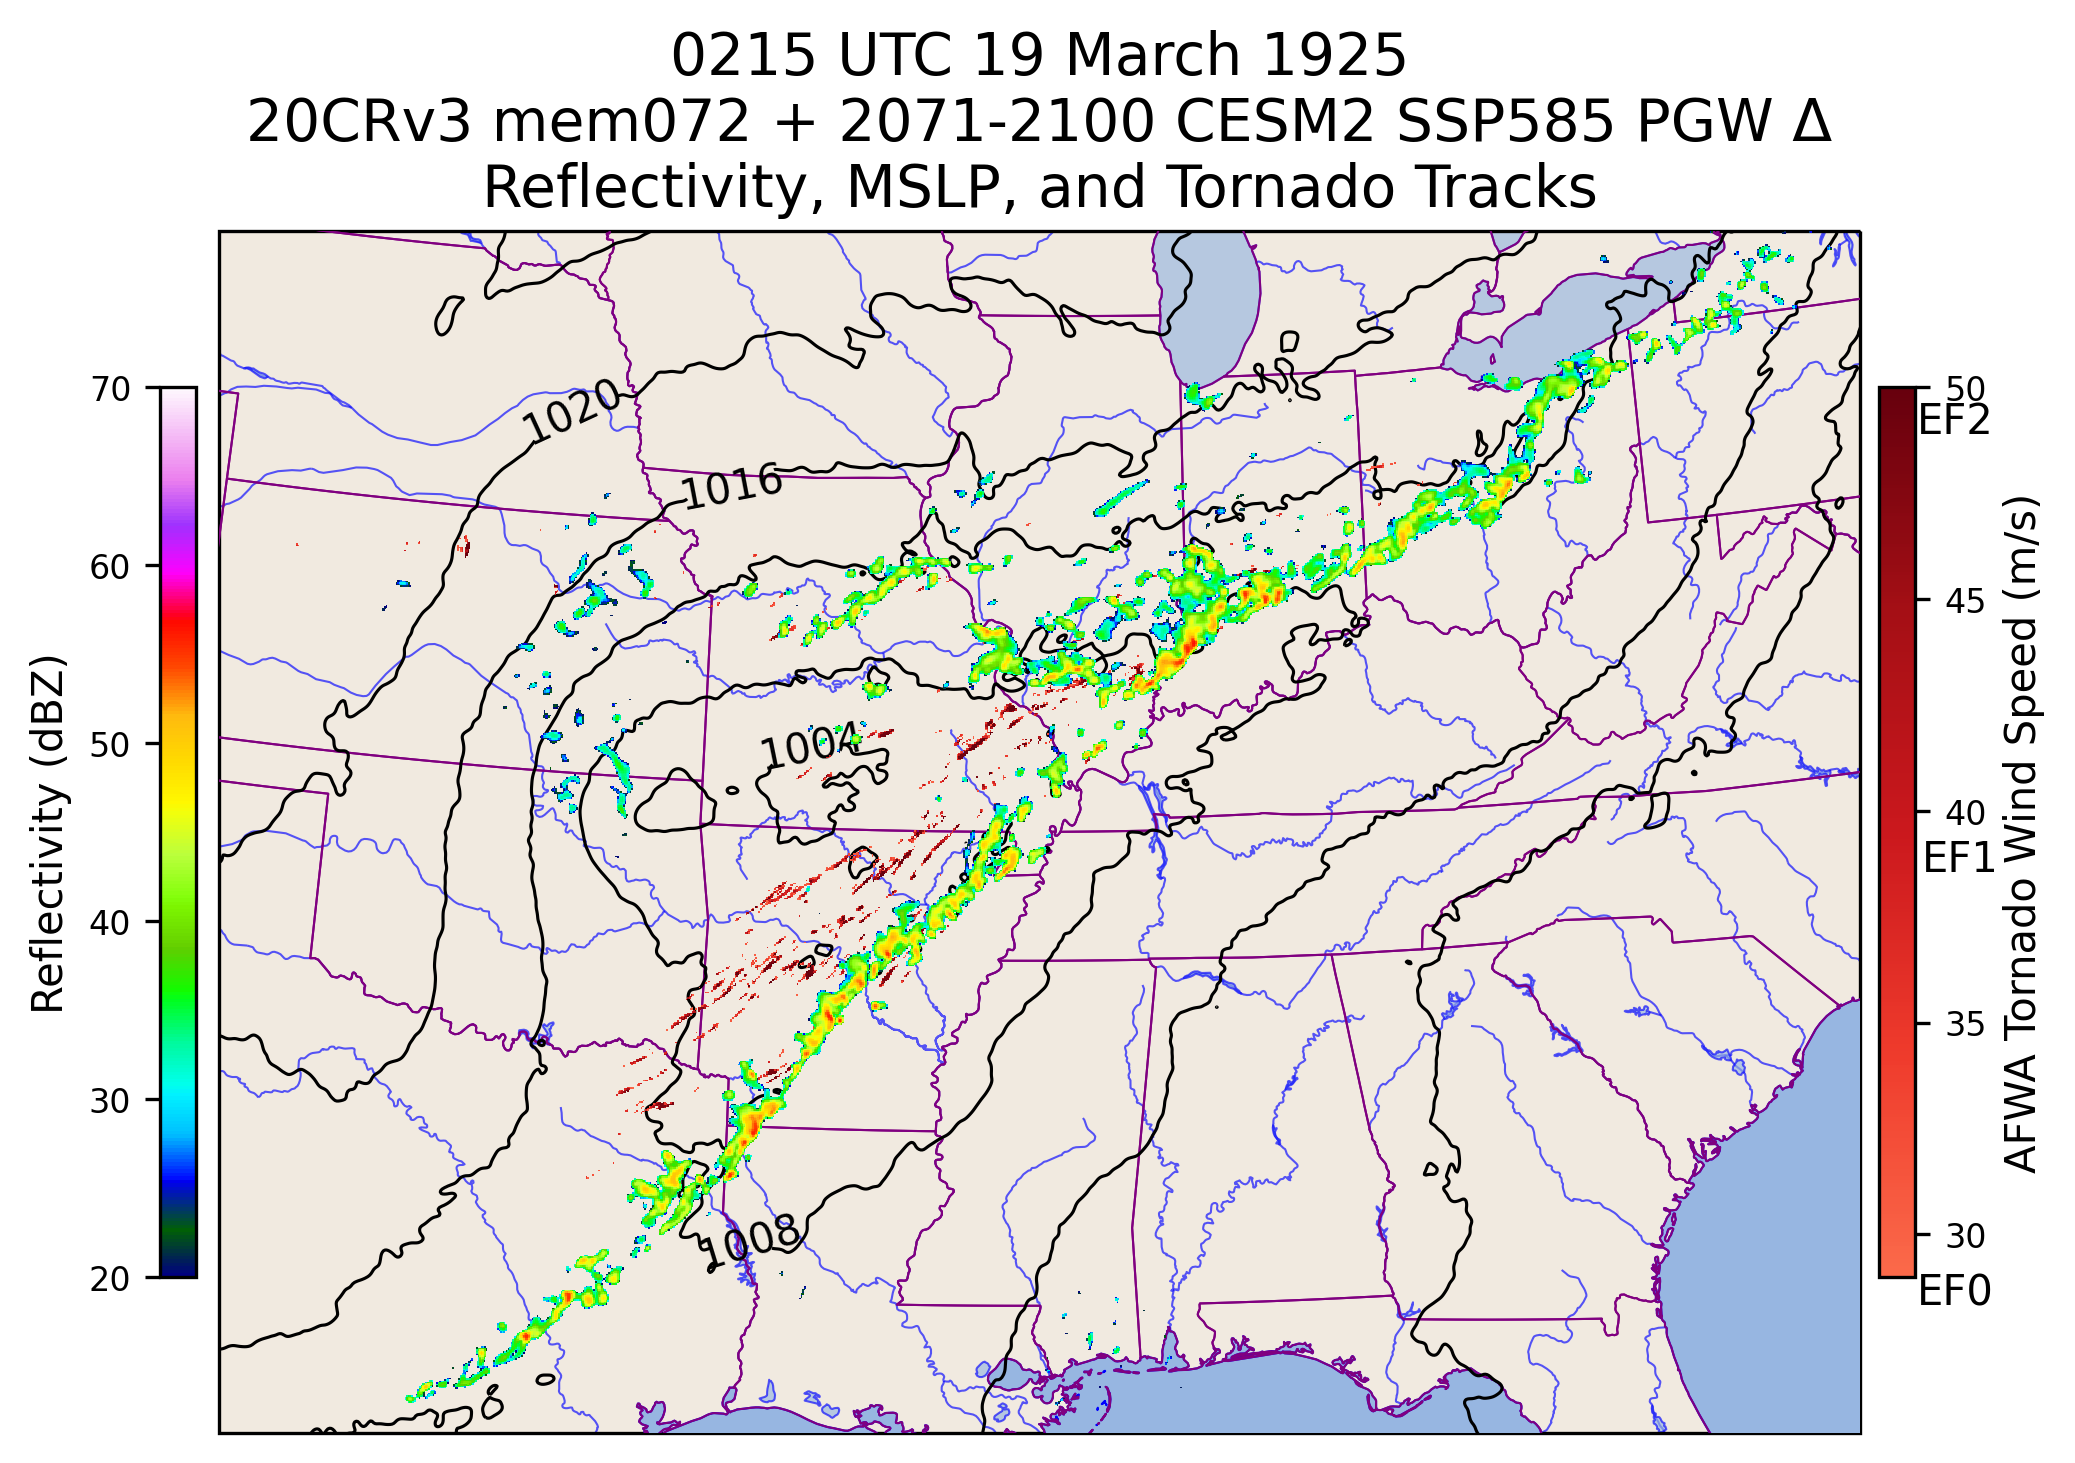 0215 UTC 19 March 1925
20CRv3 mem072 + 2071-2100 CESM2 SSP585 PGW Δ
Reflectivity, MSLP, and Tornado Tracks
Reflectivity (dBZ)
70
60
50
40
30
20
1020
1016
1004
1008
50
EF2
45
40
EF1
35
30
EF0
AFWA Tornado Wind Speed (m/s)